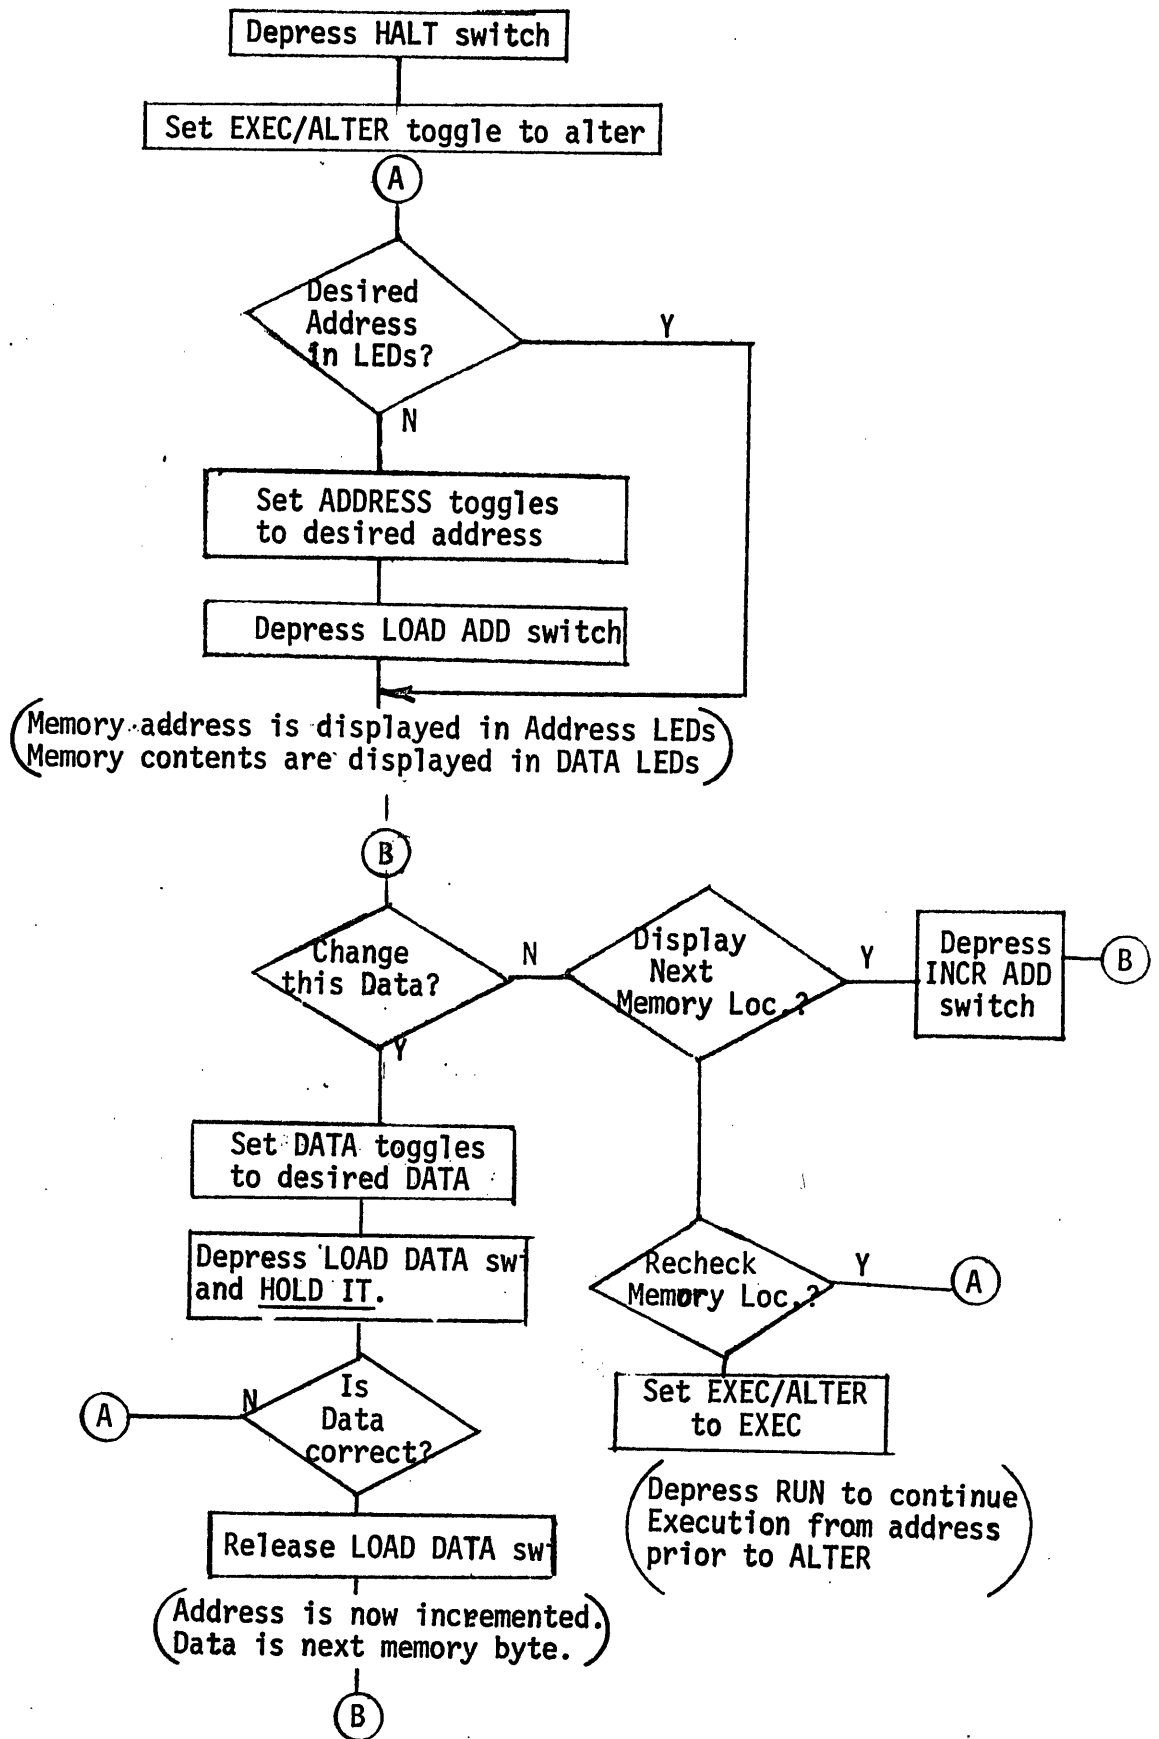 Depress HALT switch
Set EXEC/ALTER toggle to alter
A
Desired
Address
in LEDs?
Y
N
Set ADDRESS toggles
to desired address
Depress LOAD ADD switch
(Memory address is displayed in Address LEDs
Memory contents are displayed in DATA LEDs)
B
Change
this Data?
N
Y
Display
Next
Memory Loc.?
Y
Depress
INCR ADD
switch
B
Set DATA toggles
to desired DATA
Depress LOAD DATA sw
and HOLD IT.
Is
Data
correct?
N
A
Release LOAD DATA sw
(Address is now incremented.
Data is next memory byte.)
B
Recheck
Memory Loc.?
Y
A
Set EXEC/ALTER
to EXEC
(Depress RUN to continue
Execution from address
prior to ALTER)